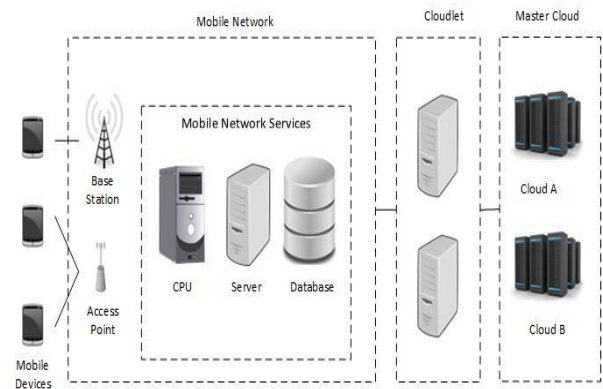 Mobile Network
Cloudlet
Master Cloud
Mobile Network Services
Base
Station
Access
Point
CPU
Server
Database
Cloud A
Cloud B
Mobile
Devices